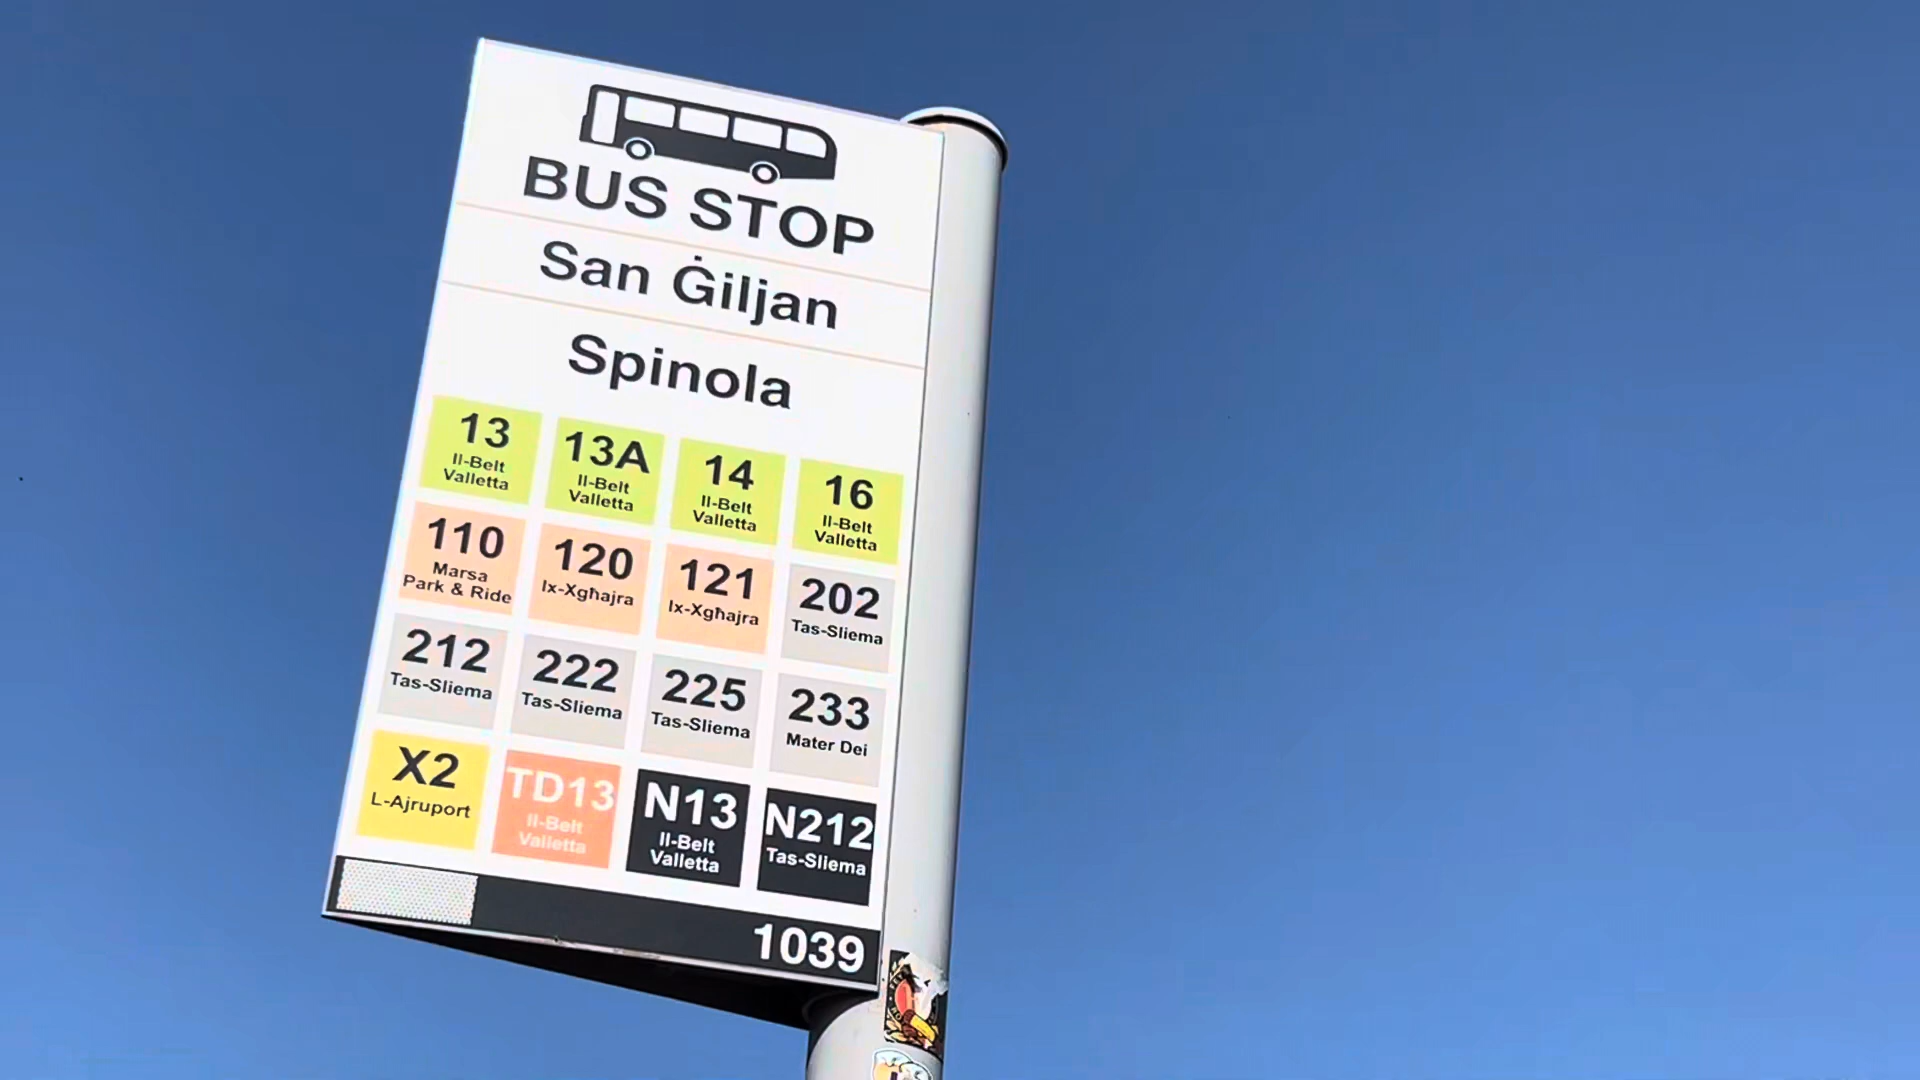 BUS STOP
San Ġiljan
Spinola
13
Il-Belt
Valletta
13A
Il-Belt
Valletta
14
Il-Belt
Valletta
16
Il-Belt
Valletta
110
Marsa
Park & Ride
120
Ix-Xgħajra
121
Ix-Xgħajra
202
Tas-Sliema
212
Tas-Sliema
222
Tas-Sliema
225
Tas-Sliema
233
Mater Dei
X2
L-Ajruport
TD13
Il-Belt
Valletta
N13
Il-Belt
Valletta
N212
Tas-Sliema
1039